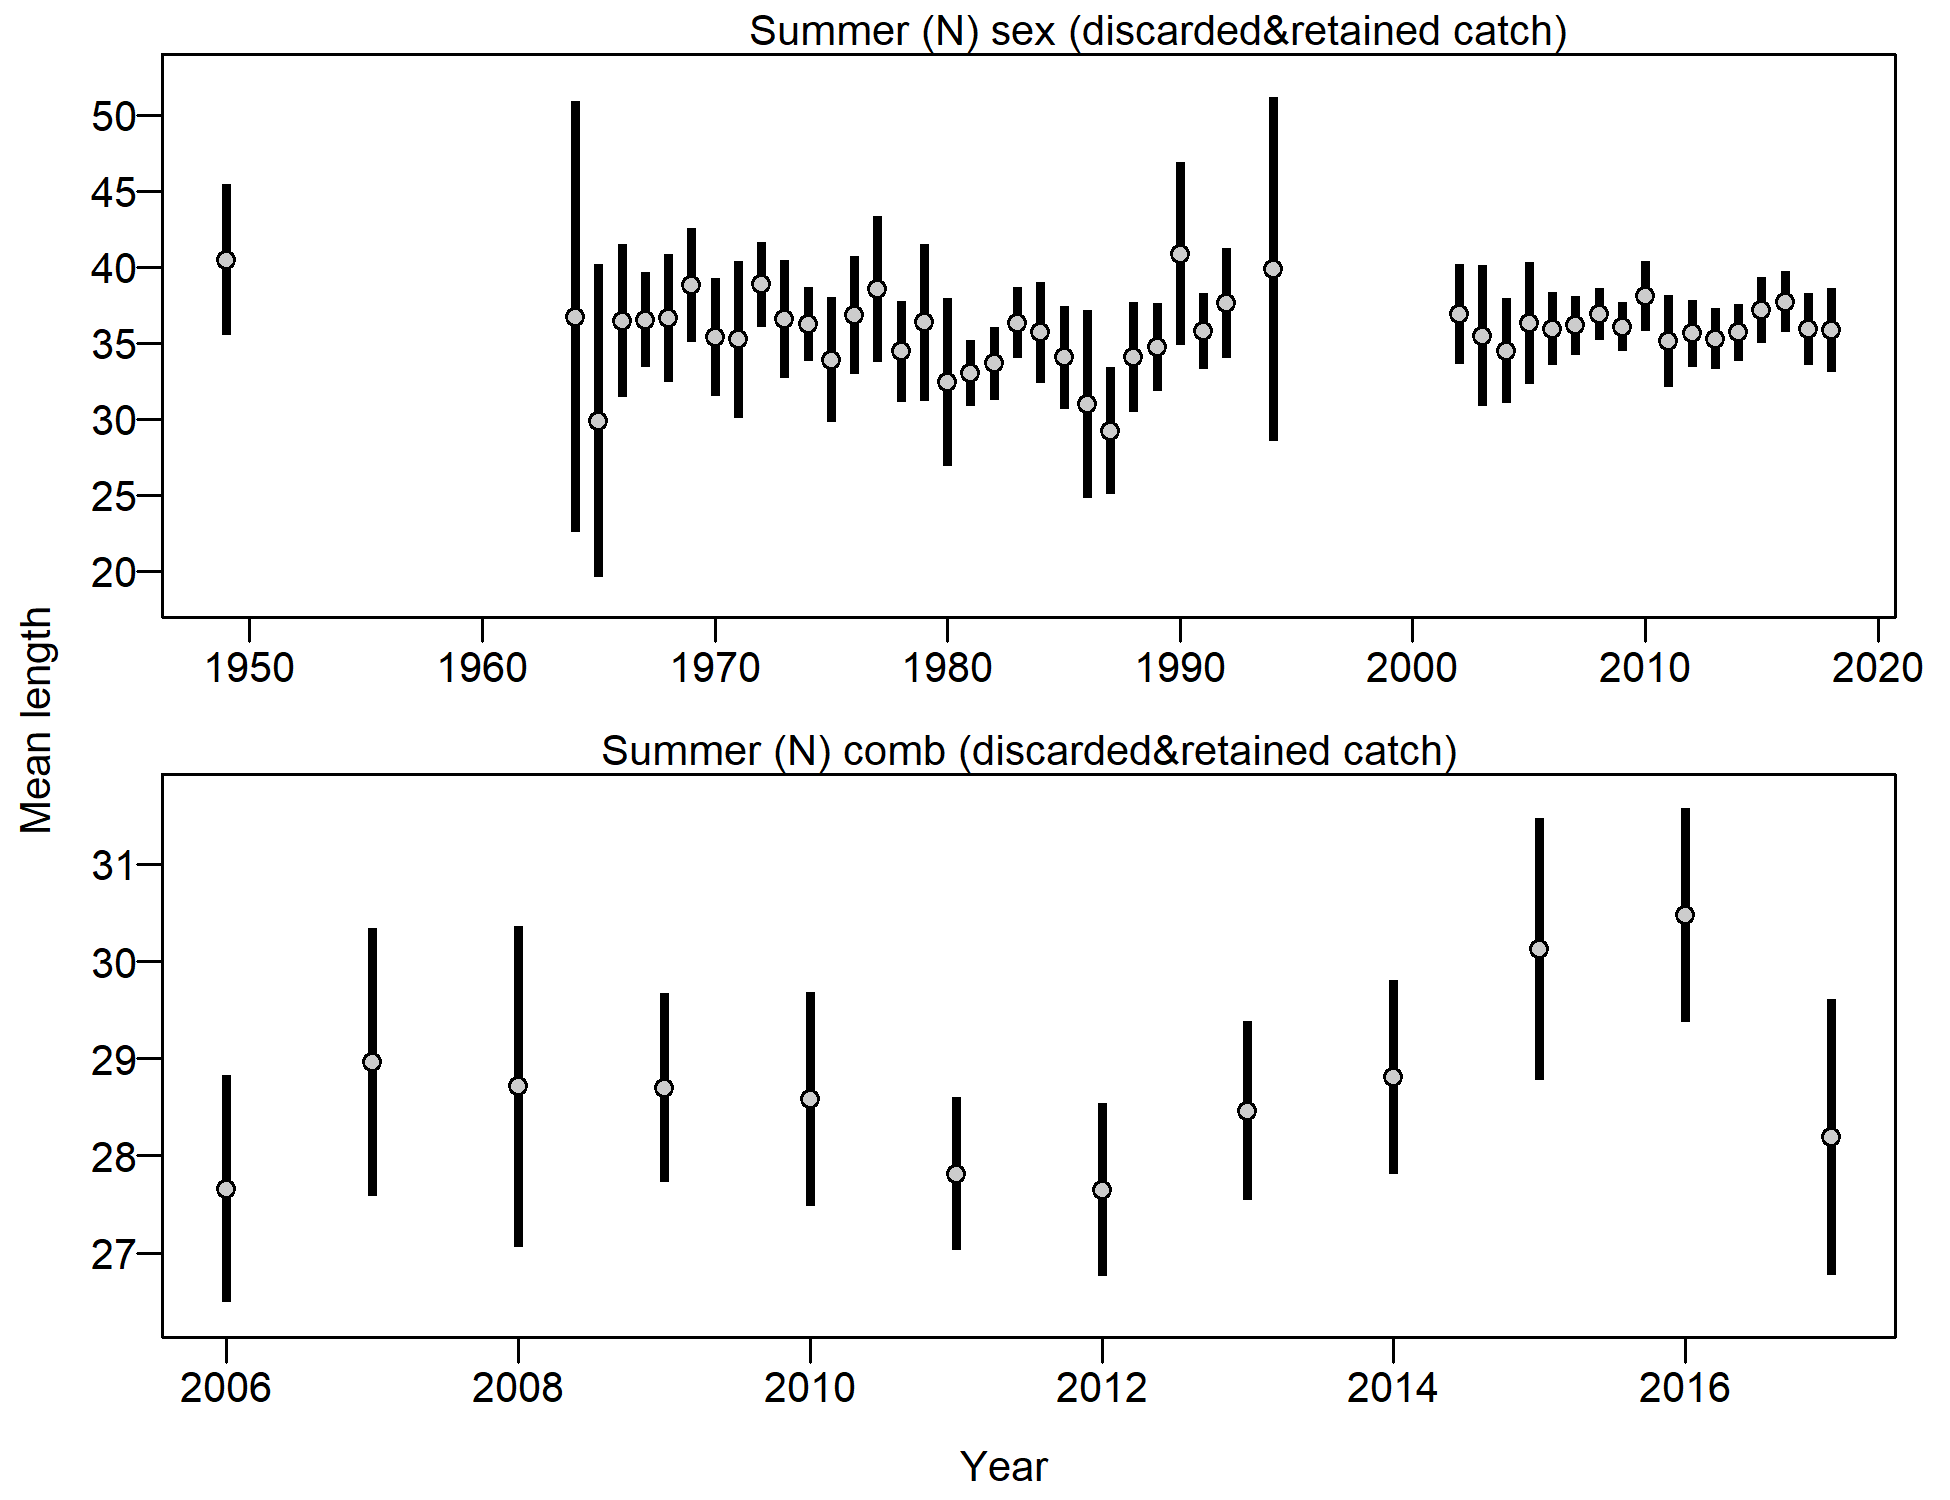 Summer (N) sex (discarded&retained catch)
50
45
40
35
30
25
20
1950 1960 1970 1980 1990 2000 2010 2020
Mean length
Summer (N) comb (discarded&retained catch)
31
30
29
28
27
2006 2008 2010 2012 2014 2016
Year